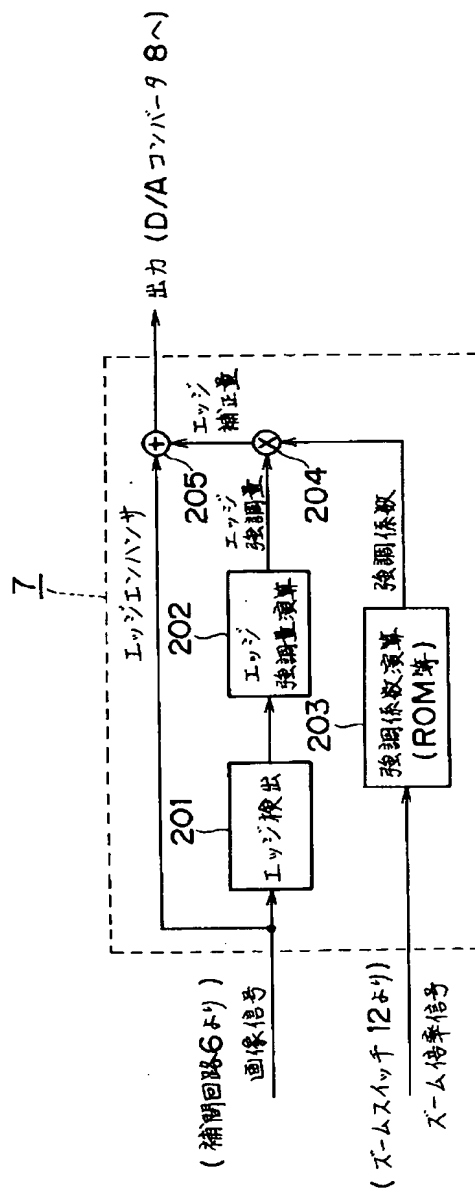 7
エッジエンハンサ
(補間回路6より)
画像信号
201
エッジ検出
202
エッジ
強調量演算
エッジ
強調量
204
エッジ
補正量
205
出力 (D/Aコンバータ8へ)
(ズームスイッチ12より)
ズーム倍率信号
203
強調係数演算
(ROM等)
強調係数